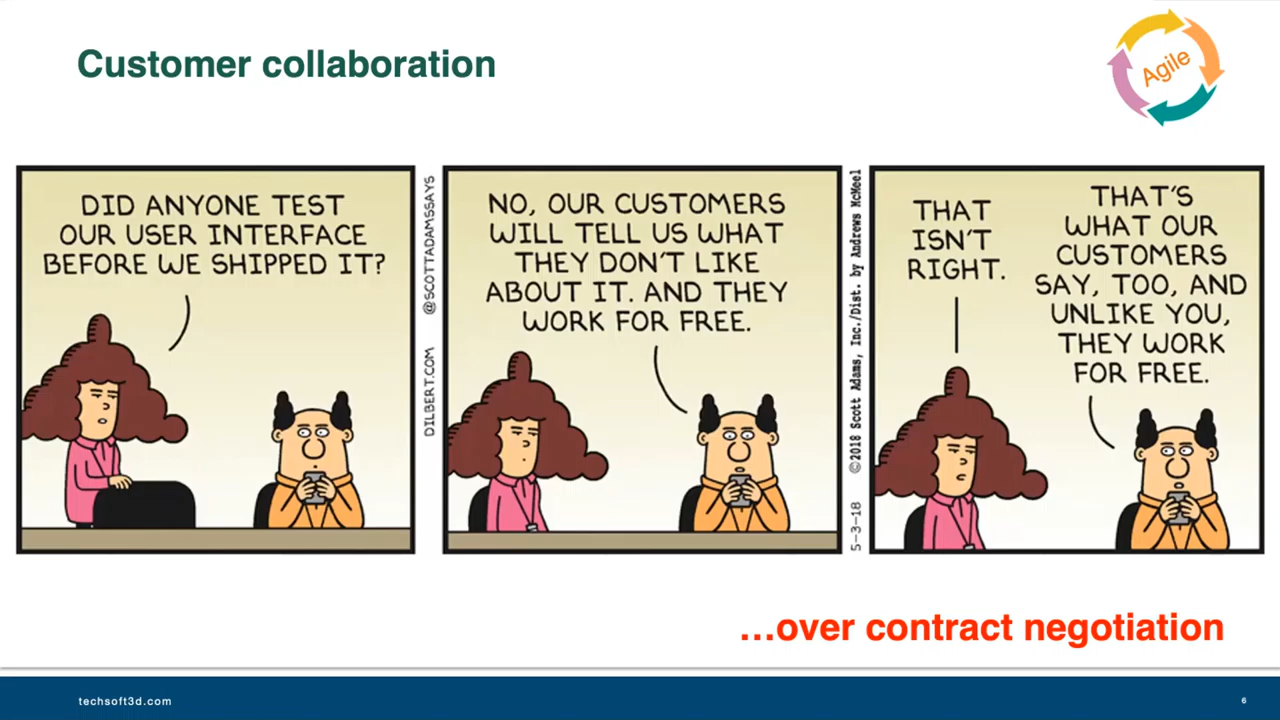 Customer collaboration
Agile
DID ANYONE TEST
OUR USER INTERFACE
BEFORE WE SHIPPED IT?
DILBERT.COM @SCOTTADAMSSAYS
NO, OUR CUSTOMERS
WILL TELL US WHAT
THEY DON'T LIKE
ABOUT IT. AND THEY
WORK FOR FREE.
5-3-18 ©2018 Scott Adams, Inc./Dist. by Andrews McMeel
THAT
ISN'T
RIGHT.
THAT'S
WHAT OUR
CUSTOMERS
SAY, TOO, AND
UNLIKE YOU,
THEY WORK
FOR FREE.
...over contract negotiation
techsoft3d.com
6